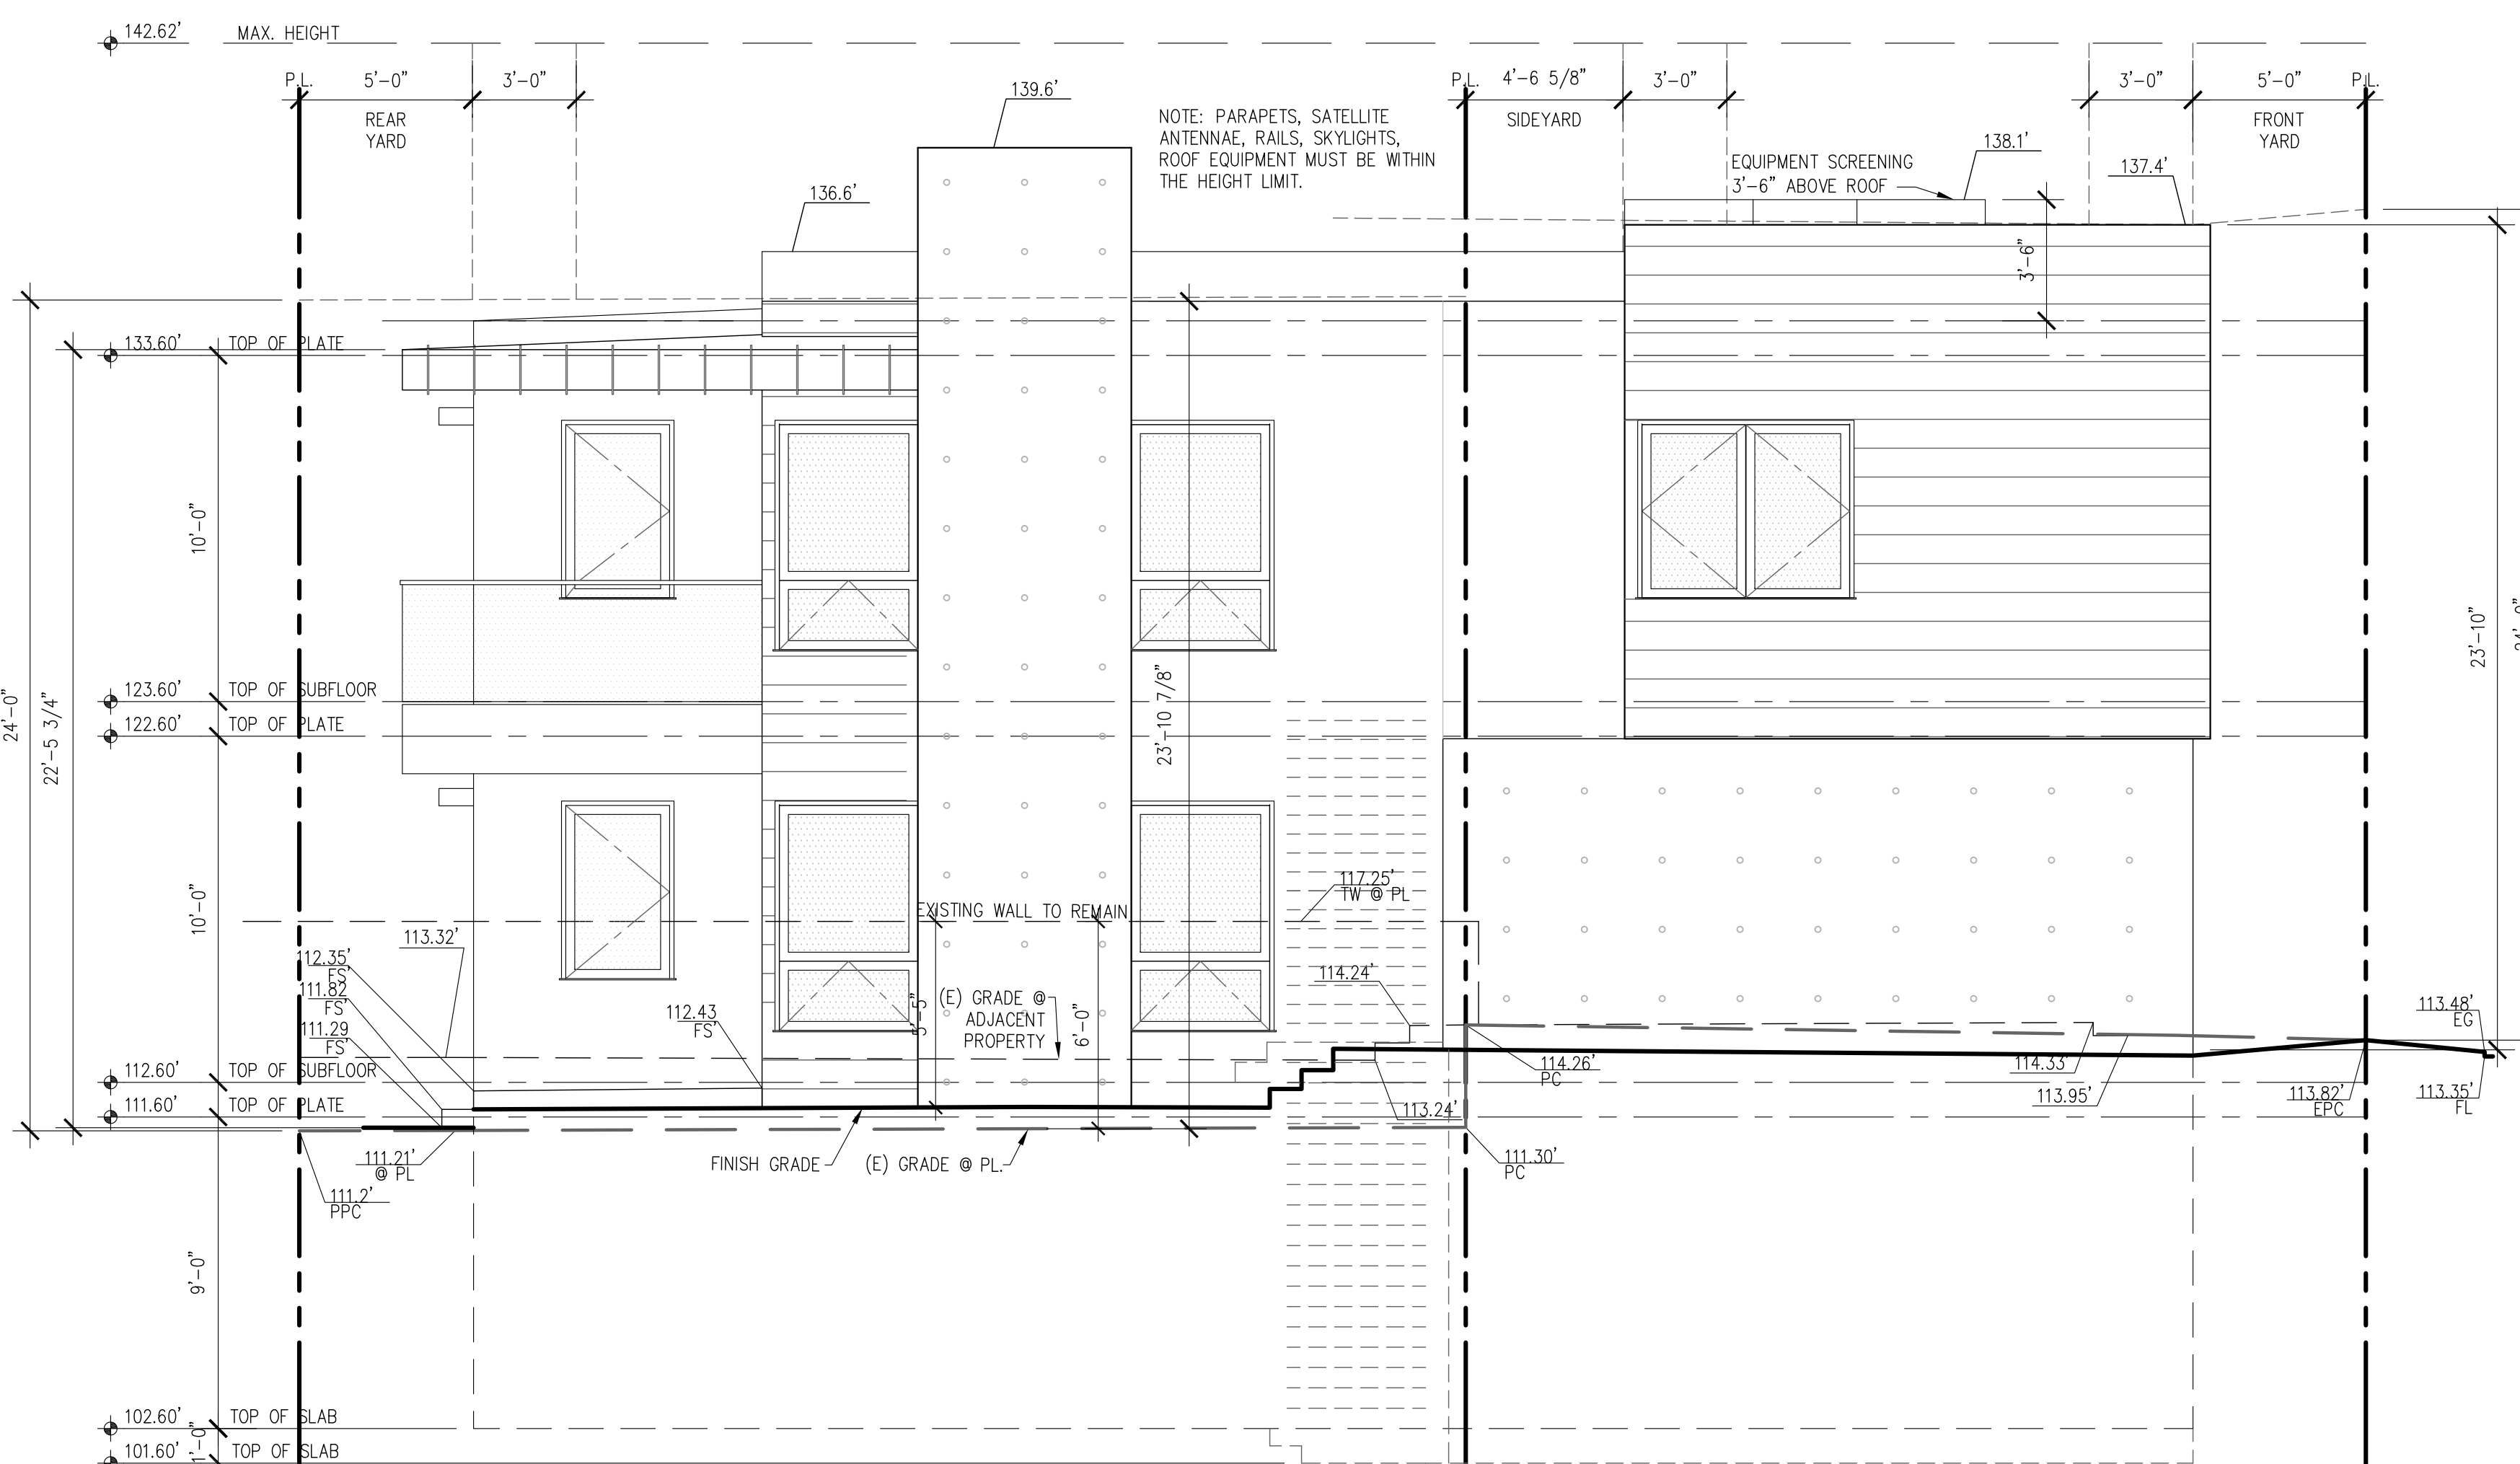 142.62' MAX. HEIGHT
P.L. 5'-0" 3'-0"
REAR
YARD
139.6'
136.6'
NOTE: PARAPETS, SATELLITE
ANTENNAE, RAILS, SKYLIGHTS,
ROOF EQUIPMENT MUST BE WITHIN
THE HEIGHT LIMIT.
P.L. 4'-6 5/8" 3'-0"
SIDEYARD
3'-0" 5'-0" P.L.
FRONT
YARD
EQUIPMENT SCREENING
3'-6" ABOVE ROOF
138.1'
137.4'
3'-6"
133.60' TOP OF PLATE
10'-0"
123.60' TOP OF SUBFLOOR
122.60' TOP OF PLATE
24'-0"
22'-5 3/4"
23'-10 7/8"
23'-10"
10'-0"
EXISTING WALL TO REMAIN
117.25'
TW @ PL
113.32'
112.35'
FS'
111.82
FS'
111.29
FS'
112.43
FS'
5'-5"
(E) GRADE @
ADJACENT
PROPERTY
6'-0"
114.24'
113.48'
EG
112.60' TOP OF SUBFLOOR
111.60' TOP OF PLATE
114.26'
PC
113.24'
114.33'
113.95'
113.82'
EPC
113.35'
FL
111.21'
@ PL
FINISH GRADE
(E) GRADE @ PL.
111.30'
PC
111.2'
PPC
9'-0"
102.60' TOP OF SLAB
1'-0"
101.60' TOP OF SLAB